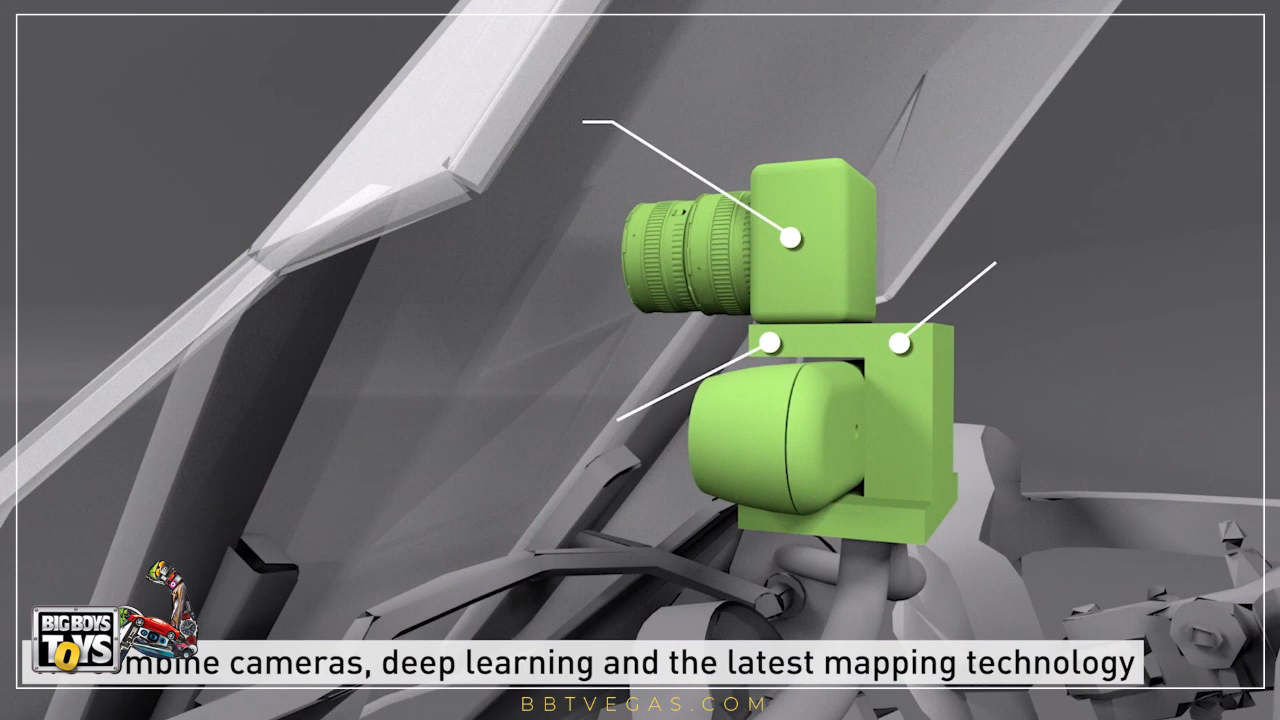 BIG BOYS
TOYS
mbine cameras, deep learning and the latest mapping technology
BBTVEGAS.COM